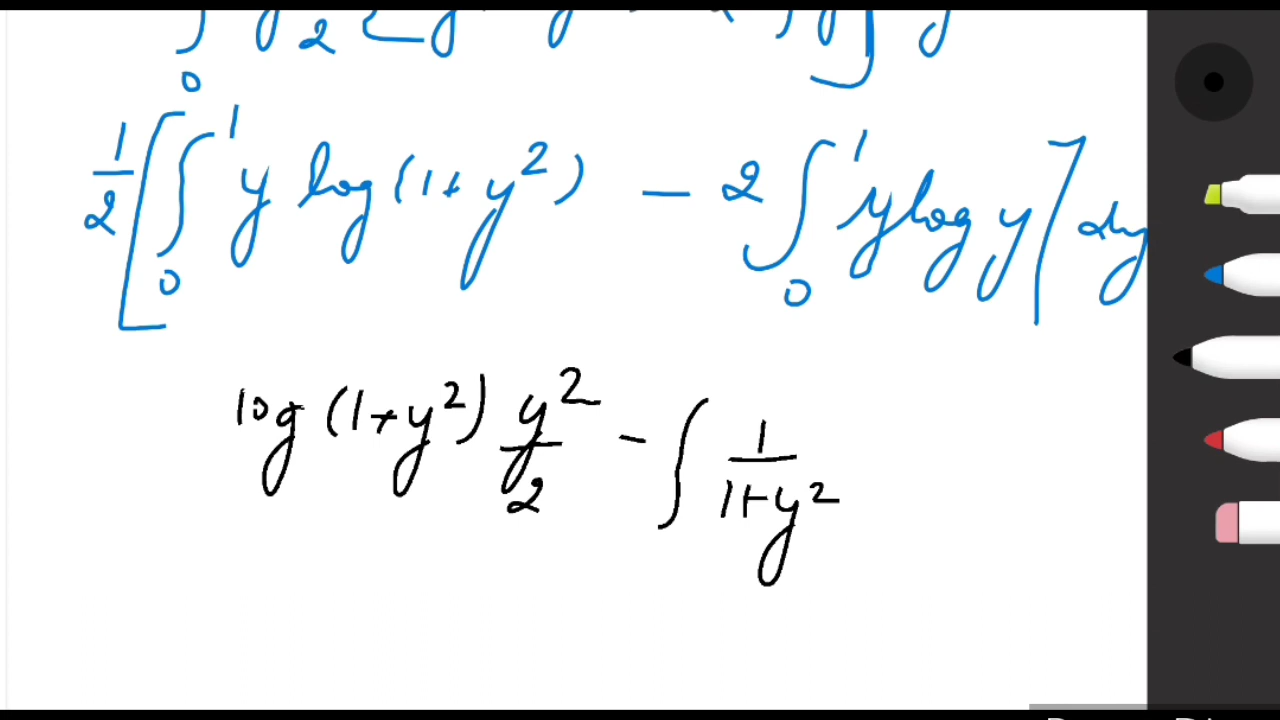 1/2 [ ∫₀¹ y log(1+y²) - 2 ∫₀¹ y log y ] dy
log(1+y²) y²/2 - ∫ 1/(1+y²)